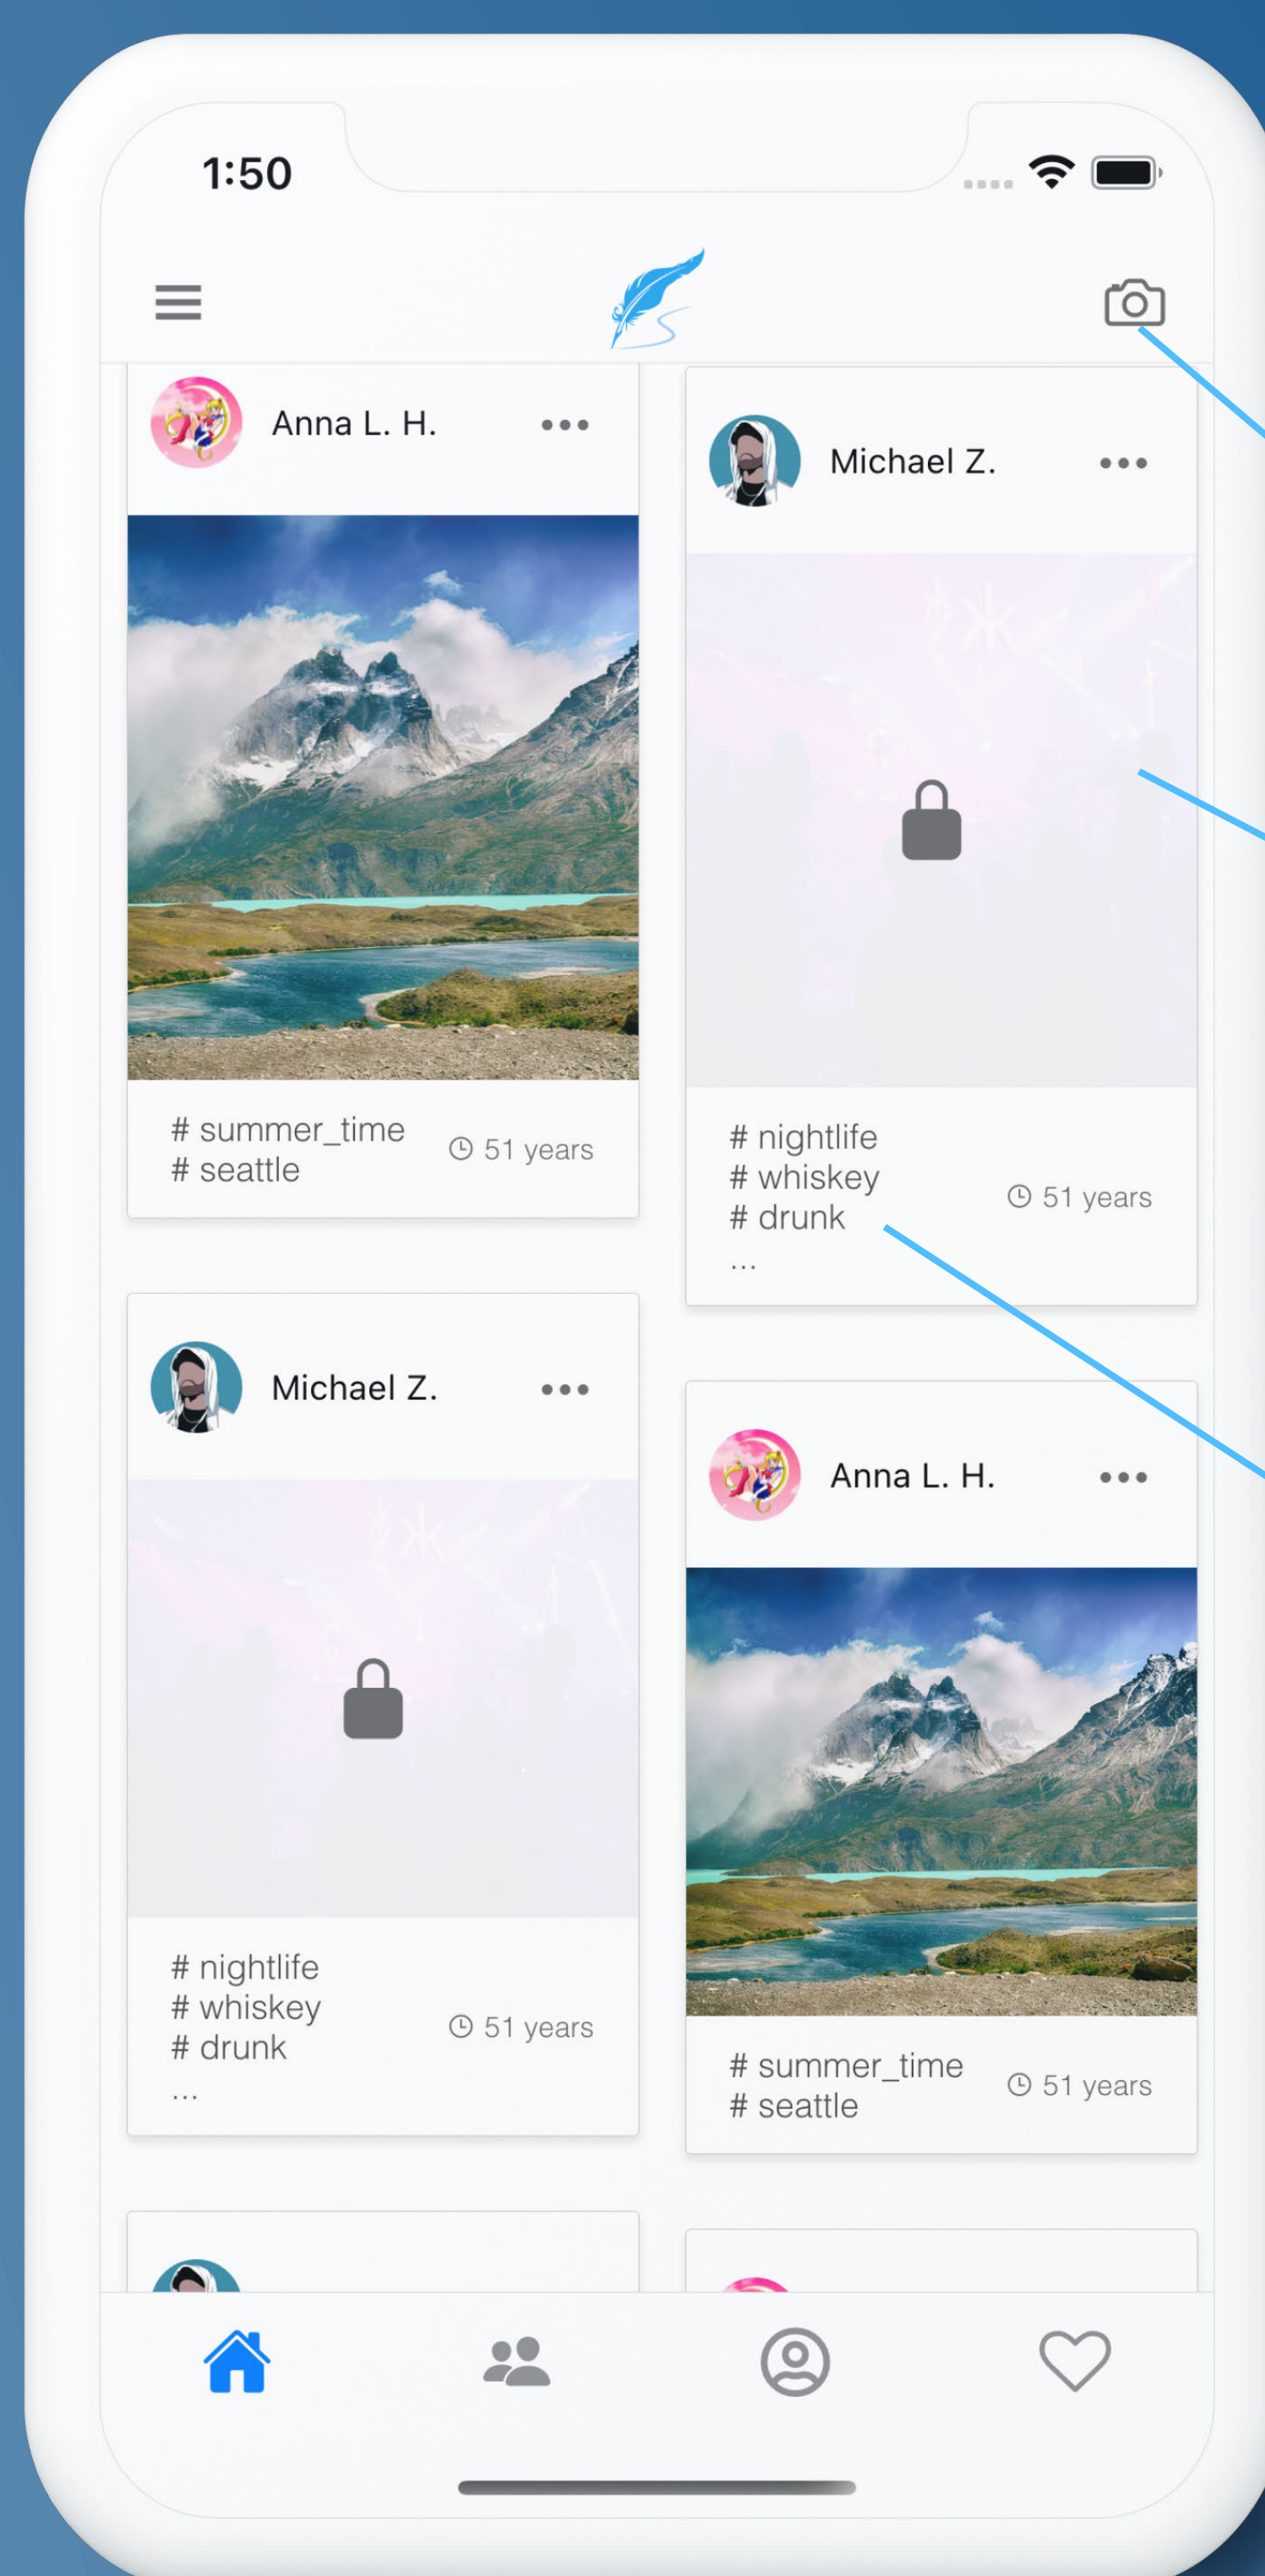 1:50
Anna L. H.
Michael Z.
# summer_time
# seattle
51 years
# nightlife
# whiskey
# drunk
...
51 years
Michael Z.
Anna L. H.
# nightlife
# whiskey
# drunk
...
51 years
# summer_time
# seattle
51 years